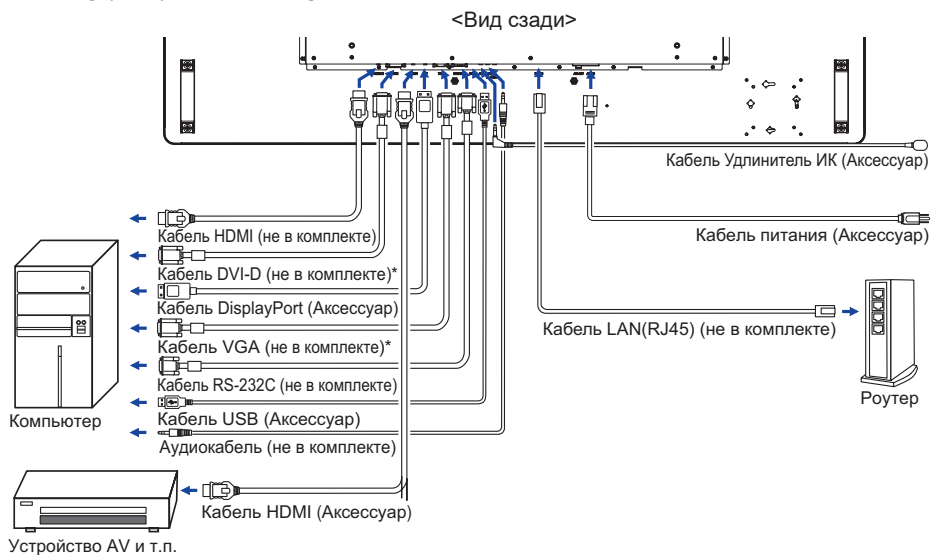 <Вид сзади>
Кабель Удлинитель ИК (Аксессуар)
Кабель HDMI (не в комплекте)
Кабель питания (Аксессуар)
Кабель DVI-D (не в комплекте)*
Кабель DisplayPort (Аксессуар)
Кабель LAN(RJ45) (не в комплекте)
Кабель VGA (не в комплекте)*
Кабель RS-232C (не в комплекте)
Роутер
Компьютер
Кабель USB (Аксессуар)
Аудиокабель (не в комплекте)
Кабель HDMI (Аксессуар)
Устройство AV и т.п.